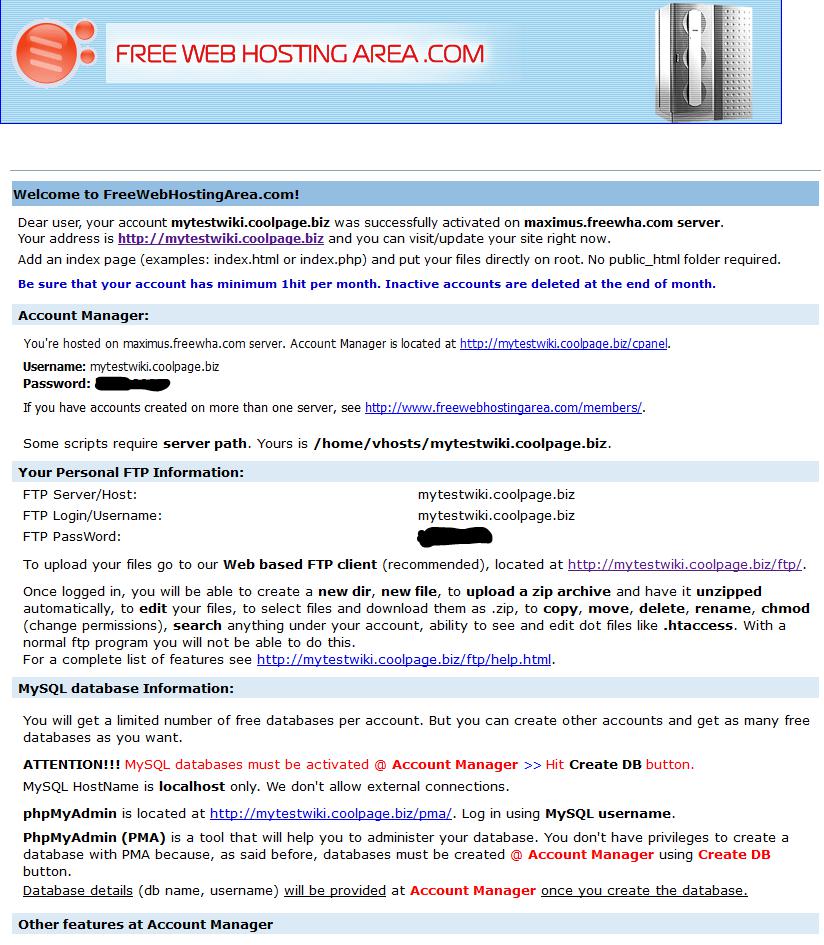 FREE WEB HOSTING AREA .COM
Welcome to FreeWebHostingArea.com!
Dear user, your account mytestwiki.coolpage.biz was successfully activated on maximus.freewha.com server.
Your address is http://mytestwiki.coolpage.biz and you can visit/update your site right now.
Add an index page (examples: index.html or index.php) and put your files directly on root. No public_html folder required.
Be sure that your account has minimum 1hit per month. Inactive accounts are deleted at the end of month.
Account Manager:
You're hosted on maximus.freewha.com server. Account Manager is located at http://mytestwiki.coolpage.biz/cpanel.
Username: mytestwiki.coolpage.biz
Password:
If you have accounts created on more than one server, see http://www.freewebhostingarea.com/members/.
Some scripts require server path. Yours is /home/vhosts/mytestwiki.coolpage.biz.
Your Personal FTP Information:
FTP Server/Host: mytestwiki.coolpage.biz
FTP Login/Username: mytestwiki.coolpage.biz
FTP PassWord:
To upload your files go to our Web based FTP client (recommended), located at http://mytestwiki.coolpage.biz/ftp/.
Once logged in, you will be able to create a new dir, new file, to upload a zip archive and have it unzipped
automatically, to edit your files, to select files and download them as .zip, to copy, move, delete, rename, chmod
(change permissions), search anything under your account, ability to see and edit dot files like .htaccess. With a
normal ftp program you will not be able to do this.
For a complete list of features see http://mytestwiki.coolpage.biz/ftp/help.html.
MySQL database Information:
You will get a limited number of free databases per account. But you can create other accounts and get as many free
databases as you want.
ATTENTION!!! MySQL databases must be activated @ Account Manager >> Hit Create DB button.
MySQL HostName is localhost only. We don't allow external connections.
phpMyAdmin is located at http://mytestwiki.coolpage.biz/pma/. Log in using MySQL username.
PhpMyAdmin (PMA) is a tool that will help you to administer your database. You don't have privileges to create a
database with PMA because, as said before, databases must be created @ Account Manager using Create DB
button.
Database details (db name, username) will be provided at Account Manager once you create the database.
Other features at Account Manager